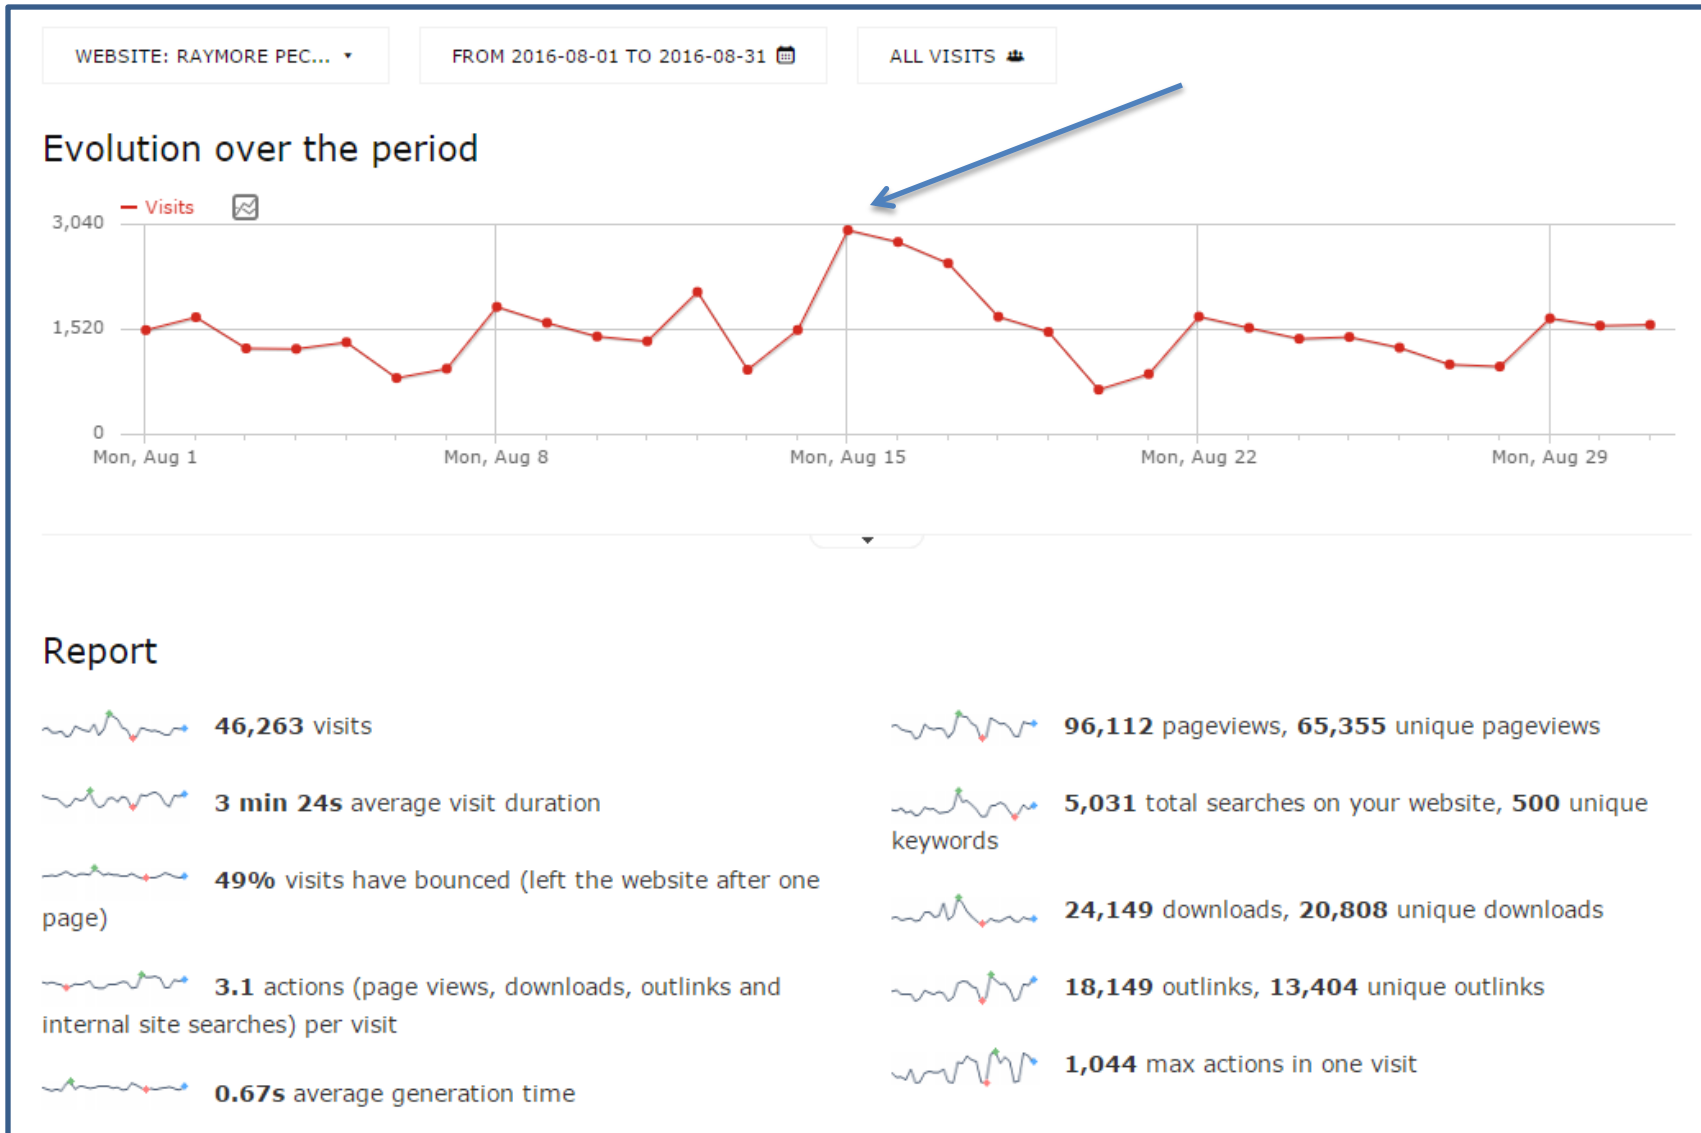 WEBSITE: RAYMORE PEC...
FROM 2016-08-01 TO 2016-08-31
ALL VISITS
Evolution over the period
Visits
3,040
1,520
0
Mon, Aug 1
Mon, Aug 8
Mon, Aug 15
Mon, Aug 22
Mon, Aug 29
Report
46,263 visits
3 min 24s average visit duration
49% visits have bounced (left the website after one
page)
3.1 actions (page views, downloads, outlinks and
internal site searches) per visit
0.67s average generation time
96,112 pageviews, 65,355 unique pageviews
5,031 total searches on your website, 500 unique
keywords
24,149 downloads, 20,808 unique downloads
18,149 outlinks, 13,404 unique outlinks
1,044 max actions in one visit